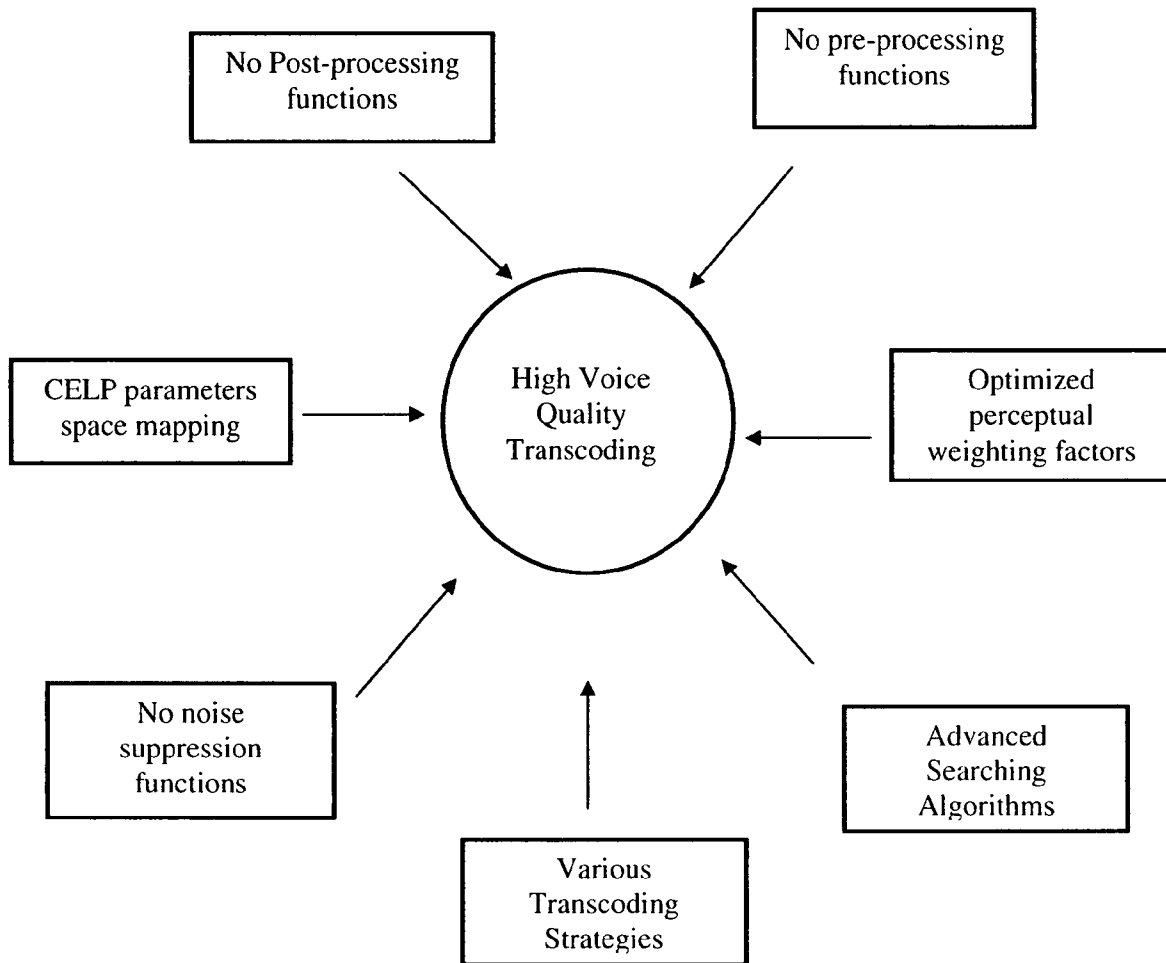 No Post-processing
functions
No pre-processing
functions
CELP parameters
space mapping
High Voice
Quality
Transcoding
Optimized
perceptual
weighting factors
No noise
suppression
functions
Advanced
Searching
Algorithms
Various
Transcoding
Strategies